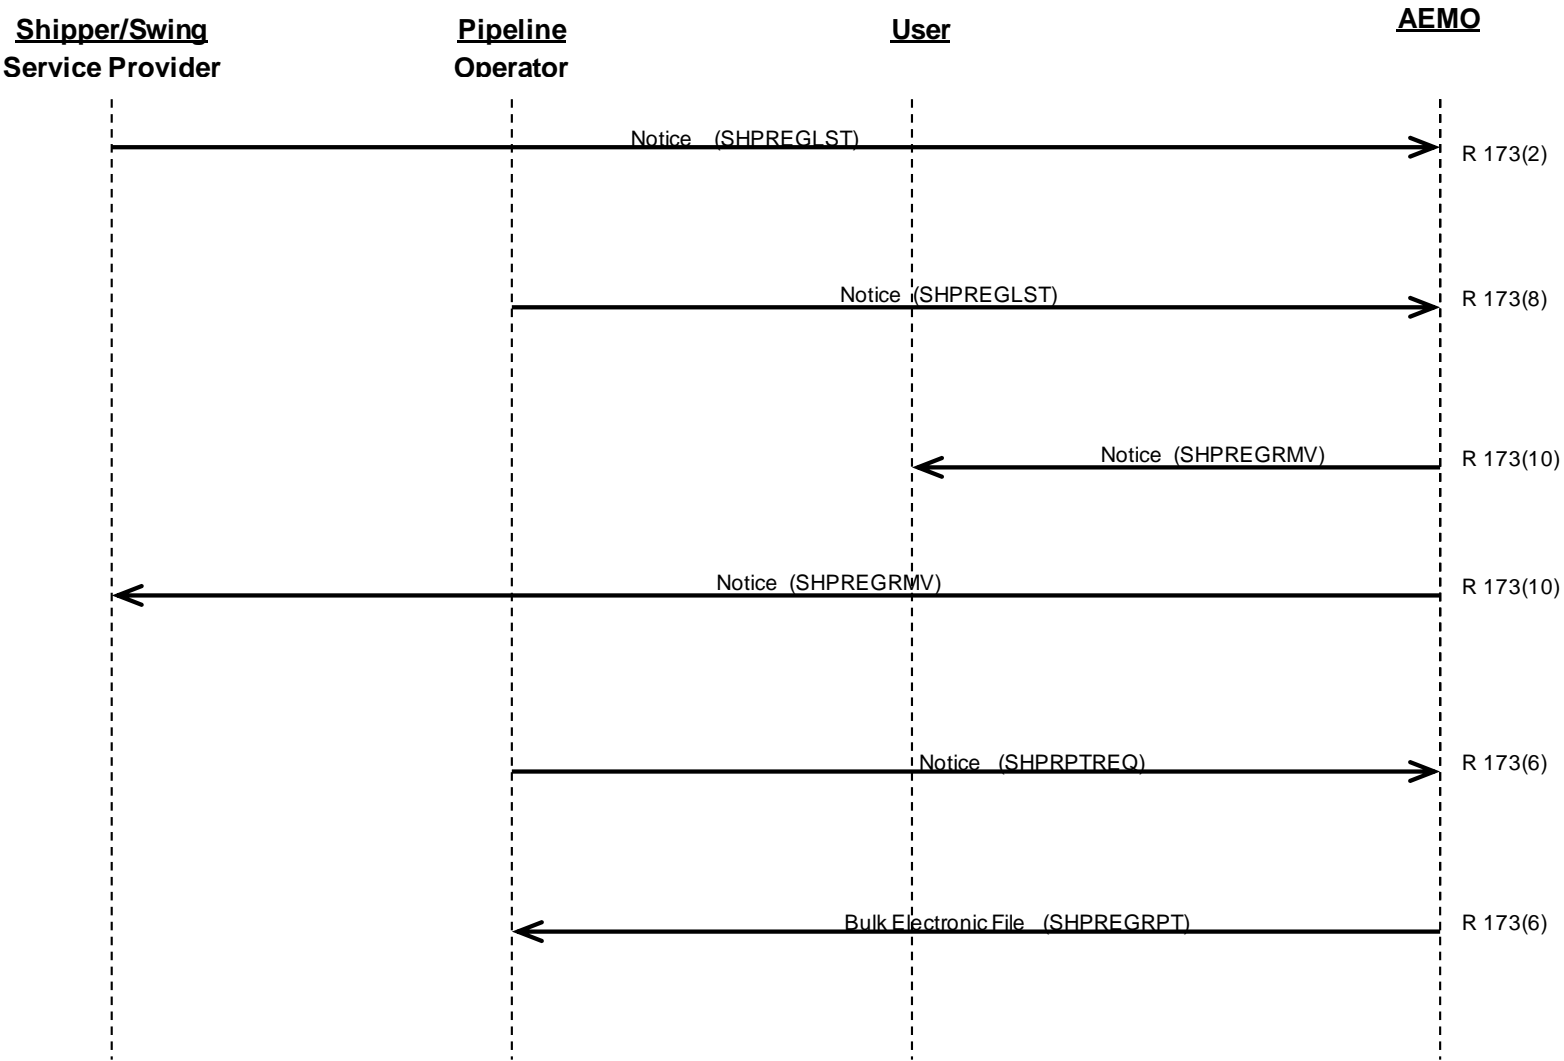 Shipper/Swing
Service Provider
Pipeline
Operator
User
AEMO
Notice (SHPREGLST)
R 173(2)
Notice (SHPREGLST)
R 173(8)
Notice (SHPREGRMV)
R 173(10)
Notice (SHPREGRMV)
R 173(10)
Notice (SHPRPTREQ)
R 173(6)
Bulk Electronic File (SHPREGRPT)
R 173(6)